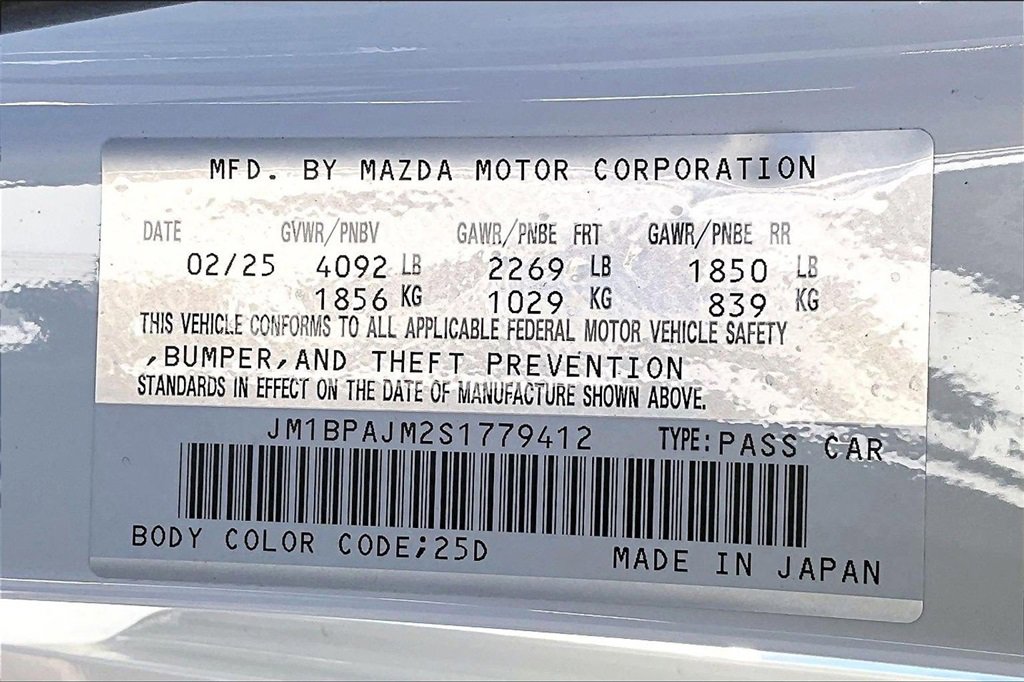 MFD. BY MAZDA MOTOR CORPORATION
DATE GVWR/PNBV GAWR/PNBE FRT GAWR/PNBE RR
02/25 4092 LB 2269 LB 1850 LB
1856 KG 1029 KG 839 KG
THIS VEHICLE CONFORMS TO ALL APPLICABLE FEDERAL MOTOR VEHICLE SAFETY
,BUMPER,AND THEFT PREVENTION
STANDARDS IN EFFECT ON THE DATE OF MANUFACTURE SHOWN ABOVE.
JM1BPAJM2S1779412 TYPE:PASS CAR
BODY COLOR CODE;25D MADE IN JAPAN